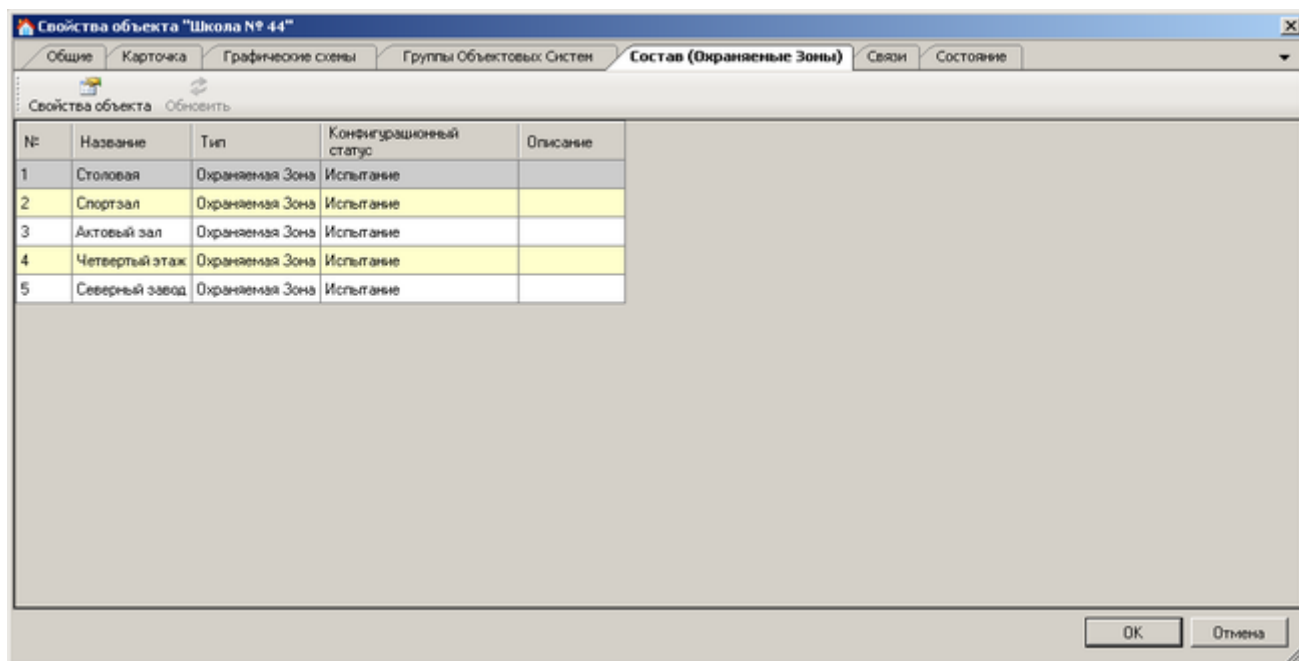 Свойства объекта "Школа № 44"
Общие Карточка Графические схемы Группы Объектовых Систем Состав (Охраняемые Зоны) Связи Состояние
Свойства объекта Обновить
№ Название Тип Конфигурационный статус Описание
1 Столовая Охраняемая Зона Испытание
2 Спортзал Охраняемая Зона Испытание
3 Актовый зал Охраняемая Зона Испытание
4 Четвертый этаж Охраняемая Зона Испытание
5 Северный завод Охраняемая Зона Испытание
OK Отмена